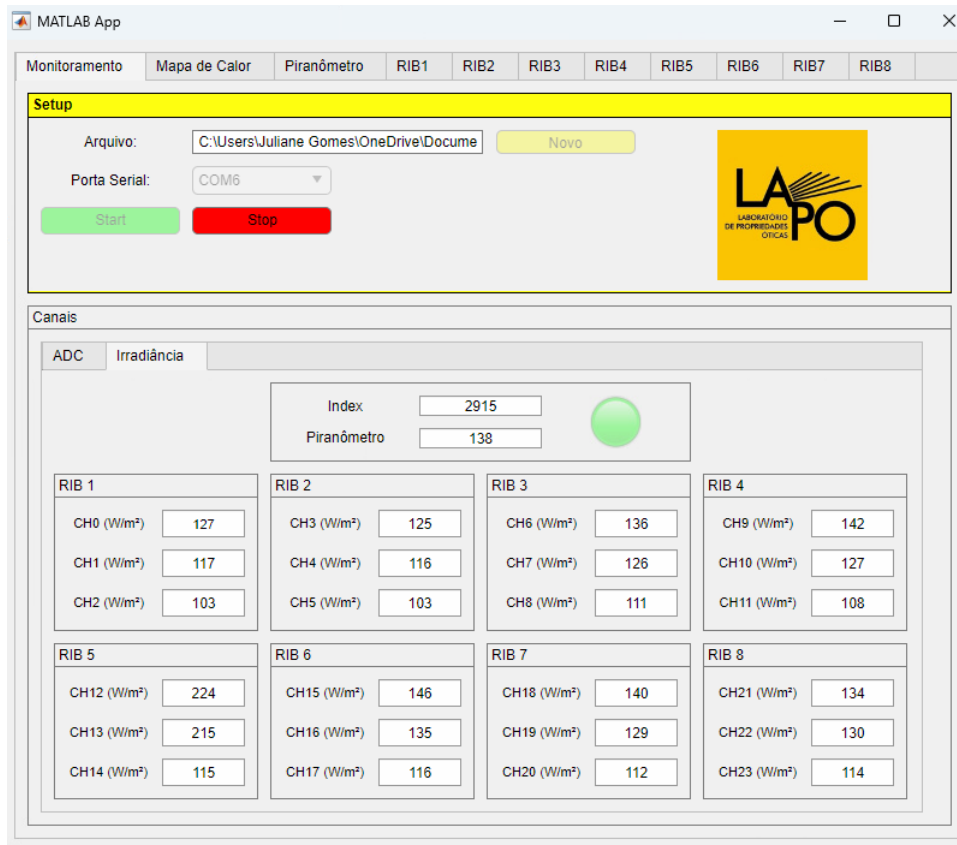 MATLAB App
Monitoramento Mapa de Calor Piranômetro RIB1 RIB2 RIB3 RIB4 RIB5 RIB6 RIB7 RIB8
Setup
Arquivo: C:\Users\Juliane Gomes\OneDrive\Docume Novo
Porta Serial: COM6
Start Stop
LA
PO
LABORATÓRIO
DE PROPRIEDADES
ÓTICAS
Canais
ADC Irradiância
Index 2915
Piranômetro 138
RIB 1 RIB 2 RIB 3 RIB 4
CH0 (W/m²) 127 CH3 (W/m²) 125 CH6 (W/m²) 136 CH9 (W/m²) 142
CH1 (W/m²) 117 CH4 (W/m²) 116 CH7 (W/m²) 126 CH10 (W/m²) 127
CH2 (W/m²) 103 CH5 (W/m²) 103 CH8 (W/m²) 111 CH11 (W/m²) 108
RIB 5 RIB 6 RIB 7 RIB 8
CH12 (W/m²) 224 CH15 (W/m²) 146 CH18 (W/m²) 140 CH21 (W/m²) 134
CH13 (W/m²) 215 CH16 (W/m²) 135 CH19 (W/m²) 129 CH22 (W/m²) 130
CH14 (W/m²) 115 CH17 (W/m²) 116 CH20 (W/m²) 112 CH23 (W/m²) 114